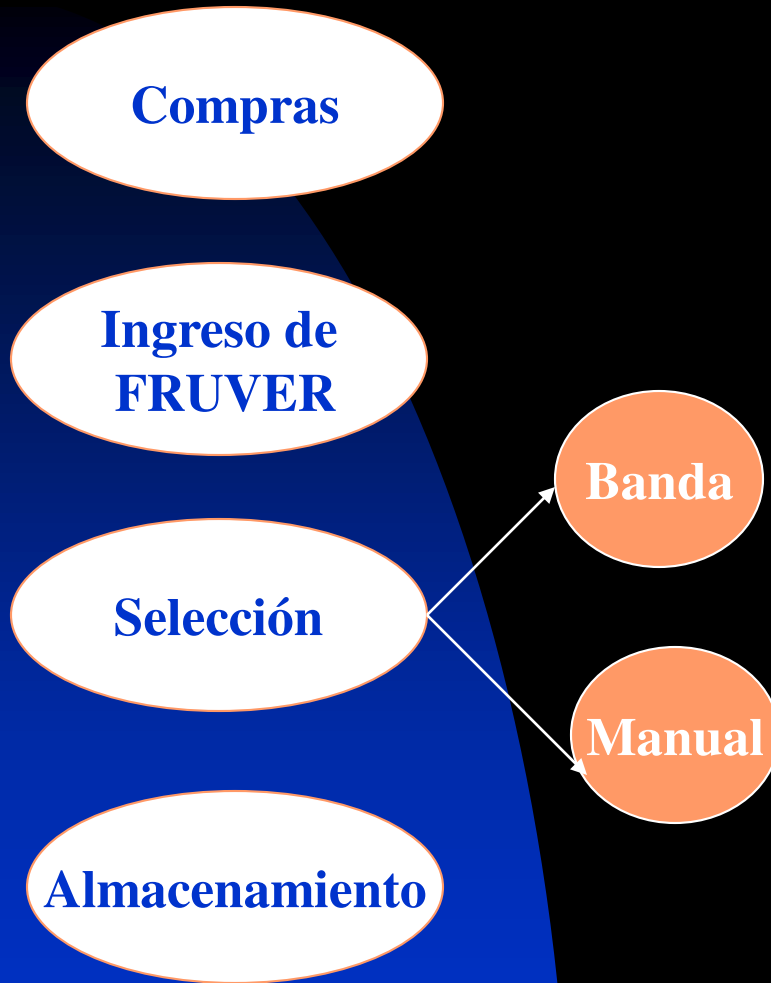 Compras
Ingreso de
FRUVER
Banda
Selección
Manual
Almacenamiento